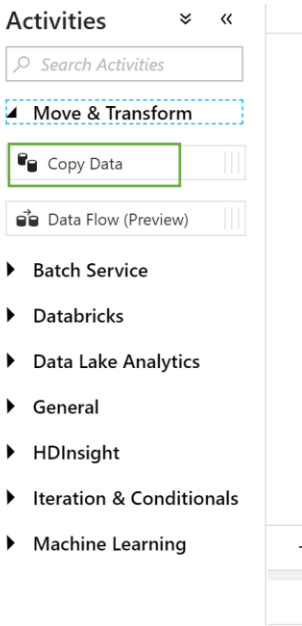 Activities
Search Activities
Move & Transform
Copy Data
Data Flow (Preview)
Batch Service
Databricks
Data Lake Analytics
General
HDInsight
Iteration & Conditionals
Machine Learning